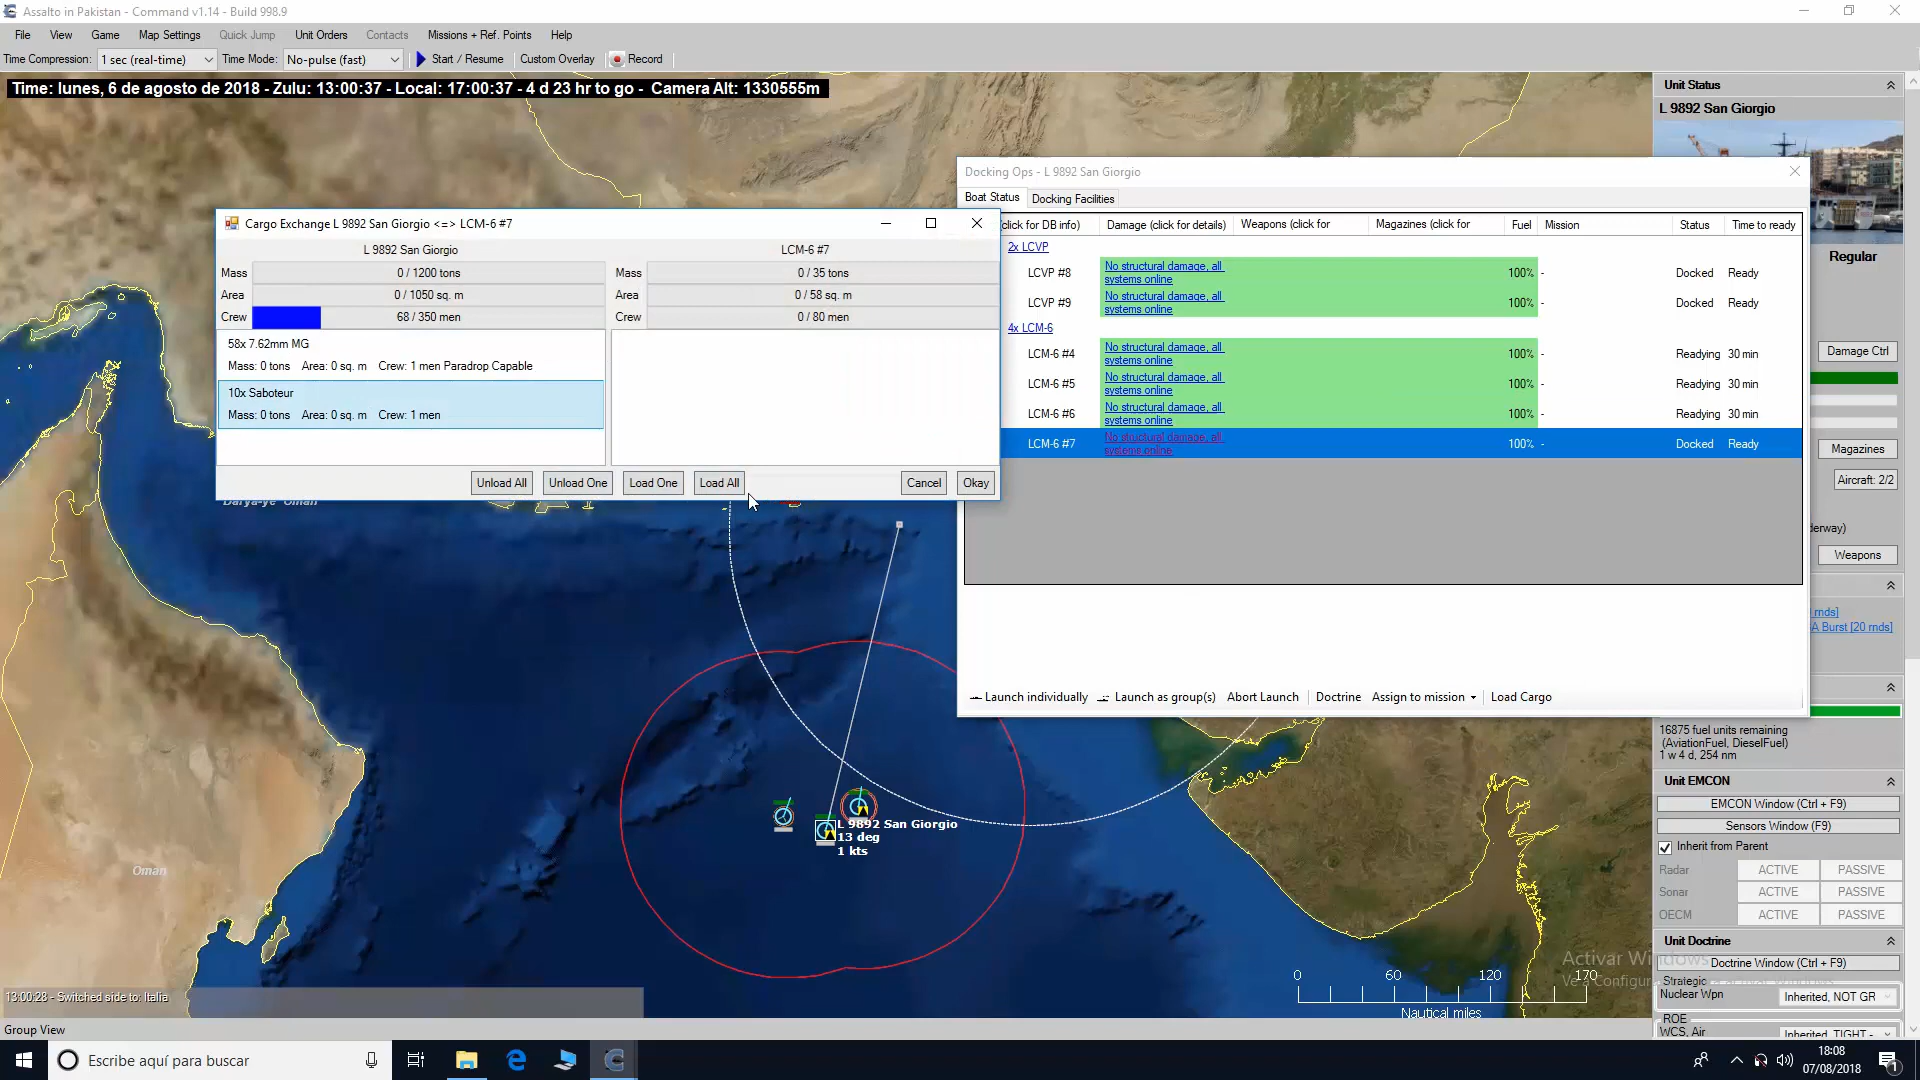 Assalto in Pakistan - Command v1.14 - Build 998.9
File View Game Map Settings Quick Jump Unit Orders Contacts Missions + Ref. Points Help
Time Compression: 1 sec (real-time) Time Mode: No-pulse (fast) Start / Resume Custom Overlay Record
Time: lunes, 6 de agosto de 2018 - Zulu: 13:00:37 - Local: 17:00:37 - 4 d 23 hr to go - Camera Alt: 1330555m
Cargo Exchange L 9892 San Giorgio <=> LCM-6 #7
L 9892 San Giorgio LCM-6 #7
Mass 0 / 1200 tons Mass 0 / 35 tons
Area 0 / 1050 sq. m Area 0 / 58 sq. m
Crew 68 / 350 men Crew 0 / 80 men
58x 7.62mm MG
Mass: 0 tons Area: 0 sq. m Crew: 1 men Paradrop Capable
10x Saboteur
Mass: 0 tons Area: 0 sq. m Crew: 1 men
Unload All Unload One Load One Load All Cancel Okay
Darya-ye Oman
Docking Ops - L 9892 San Giorgio
Boat Status Docking Facilities
click for DB info) Damage (click for details) Weapons (click for Magazines (click for Fuel Mission Status Time to ready
2x LCVP
LCVP #8 No structural damage, all systems online 100% - Docked Ready
LCVP #9 No structural damage, all systems online 100% - Docked Ready
4x LCM-6
LCM-6 #4 No structural damage, all systems online 100% - Readying 30 min
LCM-6 #5 No structural damage, all systems online 100% - Readying 30 min
LCM-6 #6 No structural damage, all systems online 100% - Readying 30 min
LCM-6 #7 No structural damage, all systems online 100% - Docked Ready
Launch individually Launch as group(s) Abort Launch Doctrine Assign to mission Load Cargo
L 9892 San Giorgio
13 deg
1 kts
Oman
0 60 120 170
Nautical miles
13:00:28 - Switched side to: Italia
Group View
Unit Status
L 9892 San Giorgio
Regular
Damage Ctrl
Magazines
Aircraft: 2/2
derway)
Weapons
rnds]
A Burst [20 rnds]
16875 fuel units remaining
(AviationFuel, DieselFuel)
1 w 4 d, 254 nm
Unit EMCON
EMCON Window (Ctrl + F9)
Sensors Window (F9)
Inherit from Parent
Radar ACTIVE PASSIVE
Sonar ACTIVE PASSIVE
OECM ACTIVE PASSIVE
Unit Doctrine
Activar Windows
Doctrine Window (Ctrl + F9)
Strategic
Nuclear Wpn Inherited, NOT GR
ROE
WCS, Air Inherited, TIGHT -
Escribe aquí para buscar
18:08
07/08/2018
1